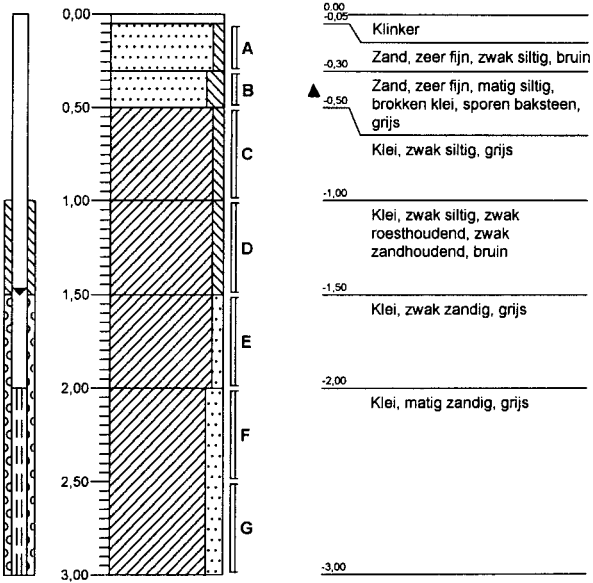 0,00
0,50
1,00
1,50
2,00
2,50
3,00
A
B
C
D
E
F
G
0,00
-0,05
Klinker
Zand, zeer fijn, zwak siltig, bruin
-0,30
Zand, zeer fijn, matig siltig,
brokken klei, sporen baksteen,
grijs
-0,50
Klei, zwak siltig, grijs
-1,00
Klei, zwak siltig, zwak
roesthoudend, zwak
zandhoudend, bruin
-1,50
Klei, zwak zandig, grijs
-2,00
Klei, matig zandig, grijs
-3,00